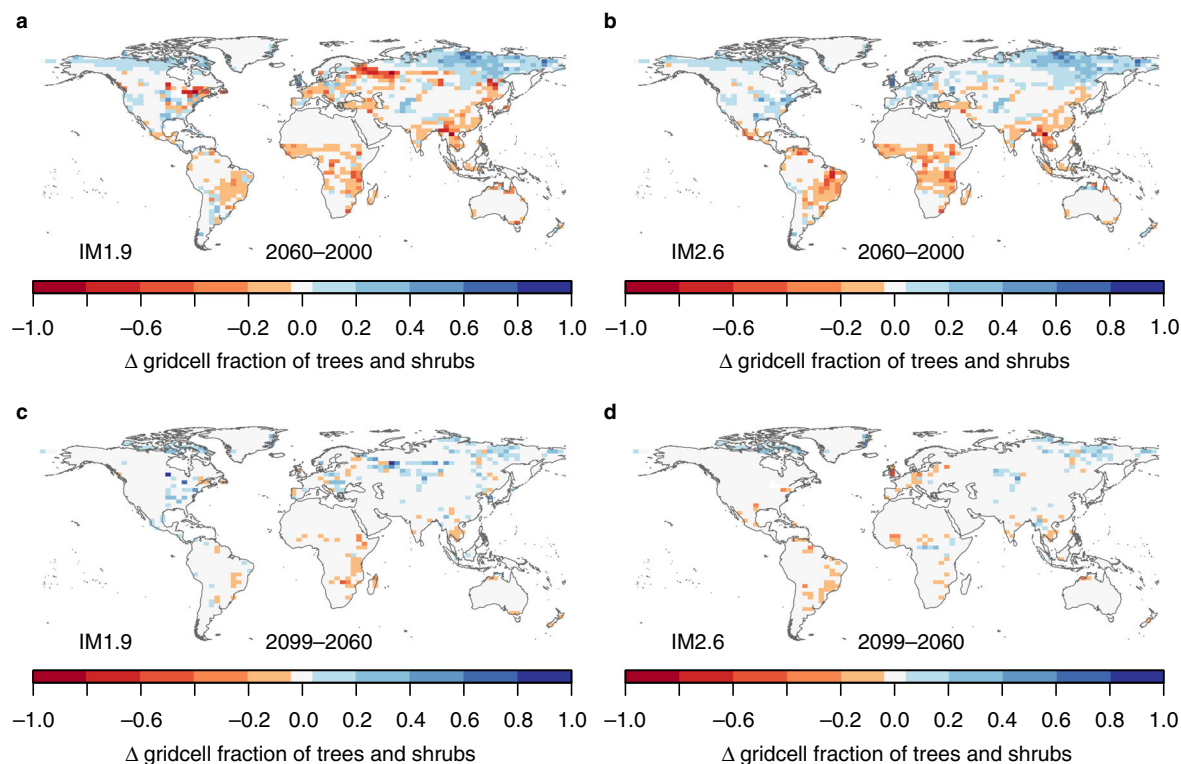 a
b
IM1.9 2060–2000
IM2.6 2060–2000
–1.0 –0.6 –0.2 0.0 0.2 0.4 0.6 0.8 1.0
–1.0 –0.6 –0.2 0.0 0.2 0.4 0.6 0.8 1.0
Δ gridcell fraction of trees and shrubs
Δ gridcell fraction of trees and shrubs
c
d
IM1.9 2099–2060
IM2.6 2099–2060
–1.0 –0.6 –0.2 0.0 0.2 0.4 0.6 0.8 1.0
–1.0 –0.6 –0.2 0.0 0.2 0.4 0.6 0.8 1.0
Δ gridcell fraction of trees and shrubs
Δ gridcell fraction of trees and shrubs